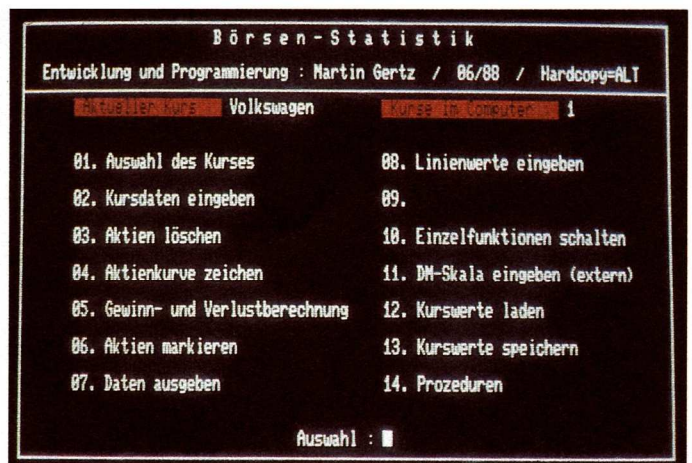 Börsen-Statistik
Entwicklung und Programmierung : Martin Gertz / 06/88 / Hardcopy=ALT
Aktueller Kurs Volkswagen Kurse im Computer 1
01. Auswahl des Kurses
02. Kursdaten eingeben
03. Aktien löschen
04. Aktienkurve zeichen
05. Gewinn- und Verlustberechnung
06. Aktien markieren
07. Daten ausgeben
08. Linienwerte eingeben
09.
10. Einzelfunktionen schalten
11. DM-Skala eingeben (extern)
12. Kurswerte laden
13. Kurswerte speichern
14. Prozeduren
Auswahl :